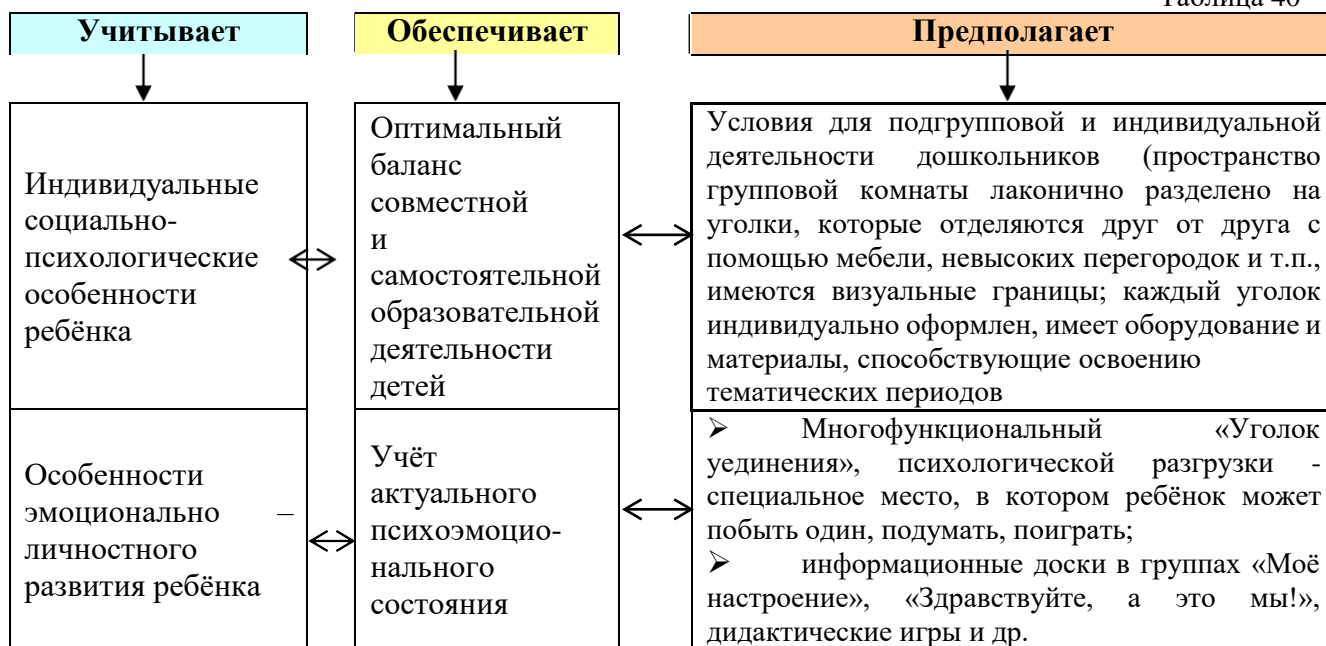 Таблица 40
Учитывает
Обеспечивает
Предполагает
Индивидуальные
социально-
психологические
особенности
ребёнка
Оптимальный
баланс
совместной
и
самостоятельной
образовательной
деятельности
детей
Условия для подгрупповой и индивидуальной
деятельности дошкольников (пространство
групповой комнаты лаконично разделено на
уголки, которые отделяются друг от друга с
помощью мебели, невысоких перегородок и т.п.,
имеются визуальные границы; каждый уголок
индивидуально оформлен, имеет оборудование и
материалы, способствующие освоению
тематических периодов
Особенности
эмоционально –
личностного
развития ребёнка
Учёт
актуального
психоэмоцио-
нального
состояния
➢ Многофункциональный «Уголок
уединения», психологической разгрузки -
специальное место, в котором ребёнок может
побыть один, подумать, поиграть;
➢ информационные доски в группах «Моё
настроение», «Здравствуйте, а это мы!»,
дидактические игры и др.